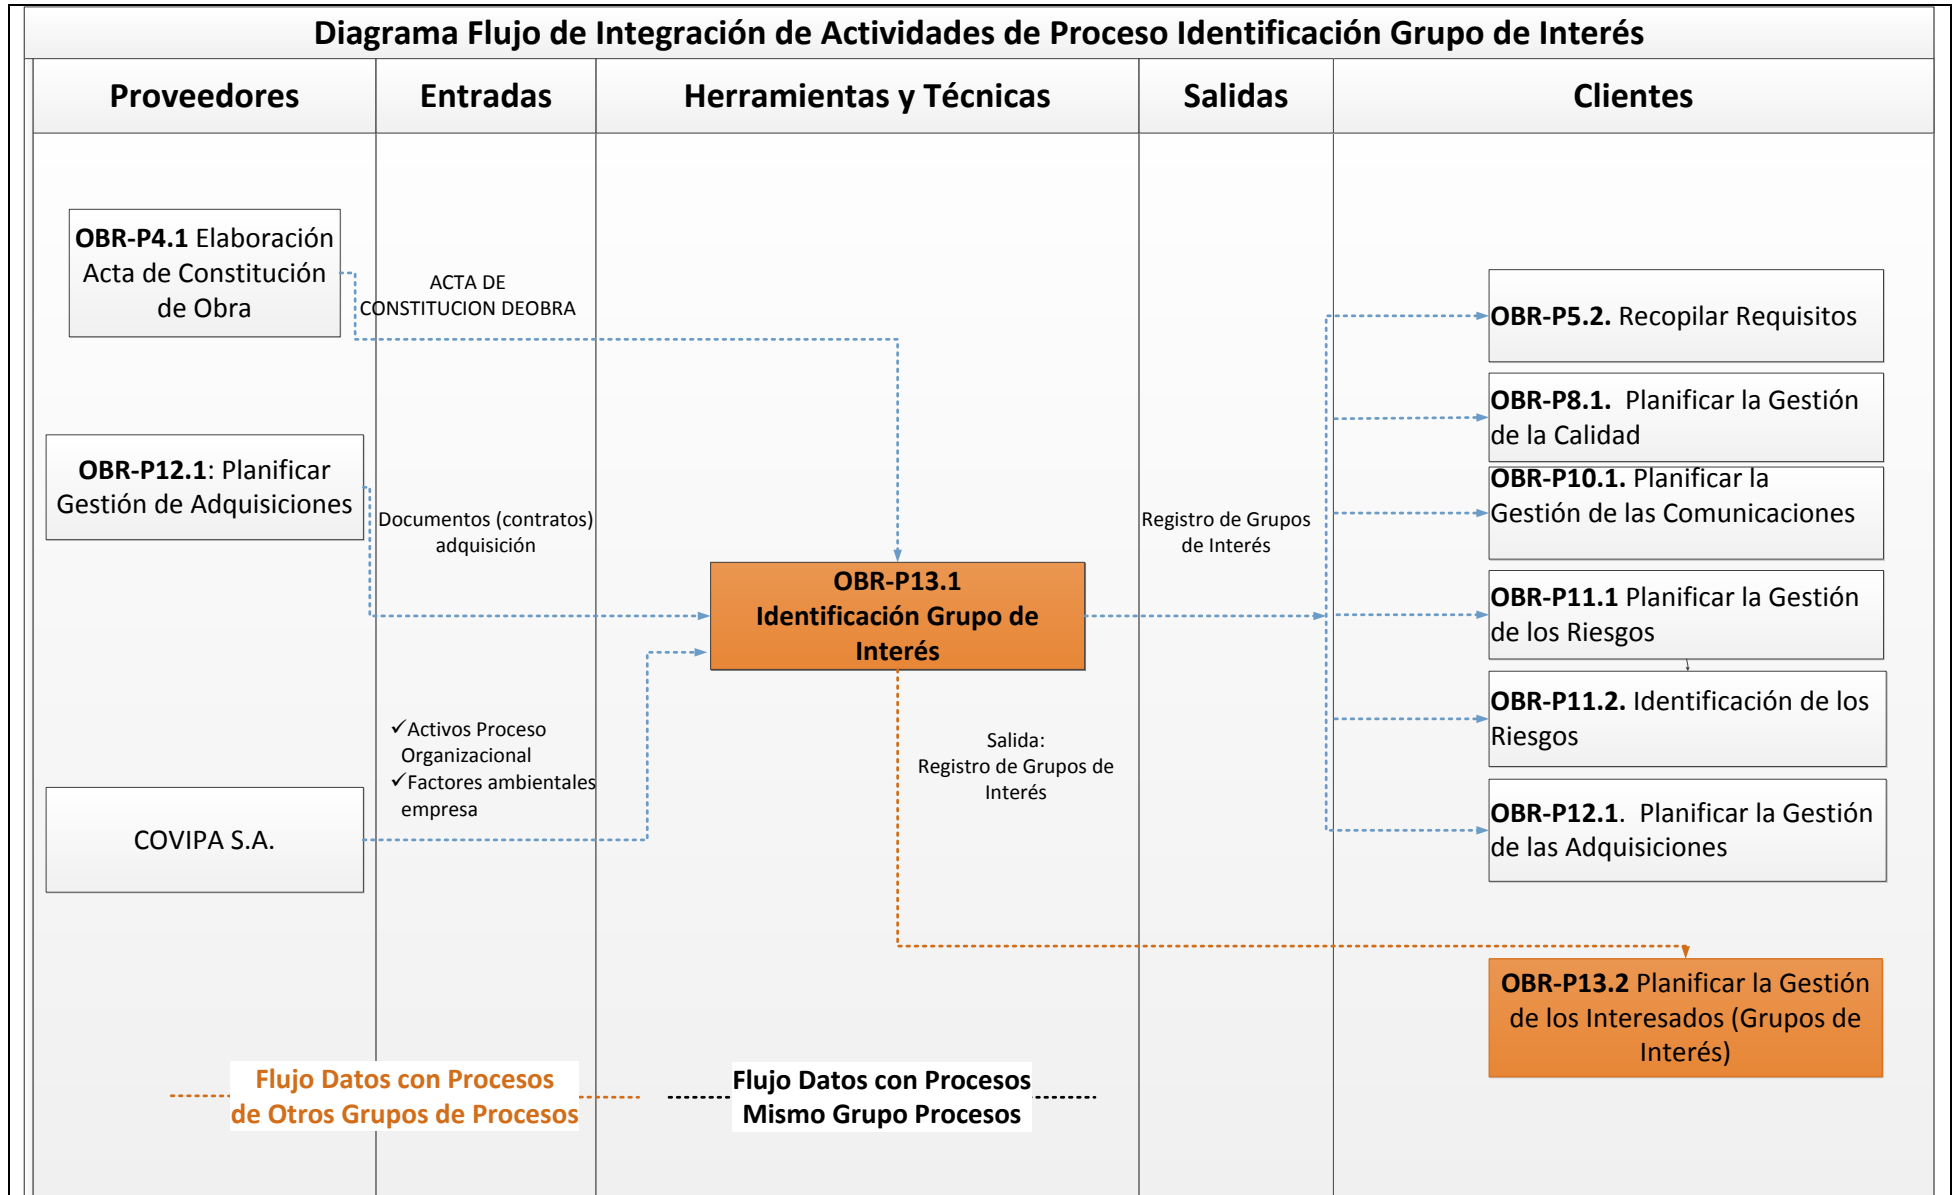 Diagrama Flujo de Integración de Actividades de Proceso Identificación Grupo de Interés
Proveedores
Entradas
Herramientas y Técnicas
Salidas
Clientes
OBR-P4.1 Elaboración
Acta de Constitución
de Obra
ACTA DE
CONSTITUCION DEOBRA
OBR-P12.1: Planificar
Gestión de Adquisiciones
Documentos (contratos)
adquisición
COVIPA S.A.
✓Activos Proceso
Organizacional
✓Factores ambientales
empresa
OBR-P13.1
Identificación Grupo de
Interés
Salida:
Registro de Grupos de
Interés
Registro de Grupos
de Interés
OBR-P5.2. Recopilar Requisitos
OBR-P8.1.  Planificar la Gestión
de la Calidad
OBR-P10.1. Planificar la
Gestión de las Comunicaciones
OBR-P11.1 Planificar la Gestión
de los Riesgos
OBR-P11.2. Identificación de los
Riesgos
OBR-P12.1.  Planificar la Gestión
de las Adquisiciones
OBR-P13.2 Planificar la Gestión
de los Interesados (Grupos de
Interés)
Flujo Datos con Procesos
de Otros Grupos de Procesos
Flujo Datos con Procesos
Mismo Grupo Procesos